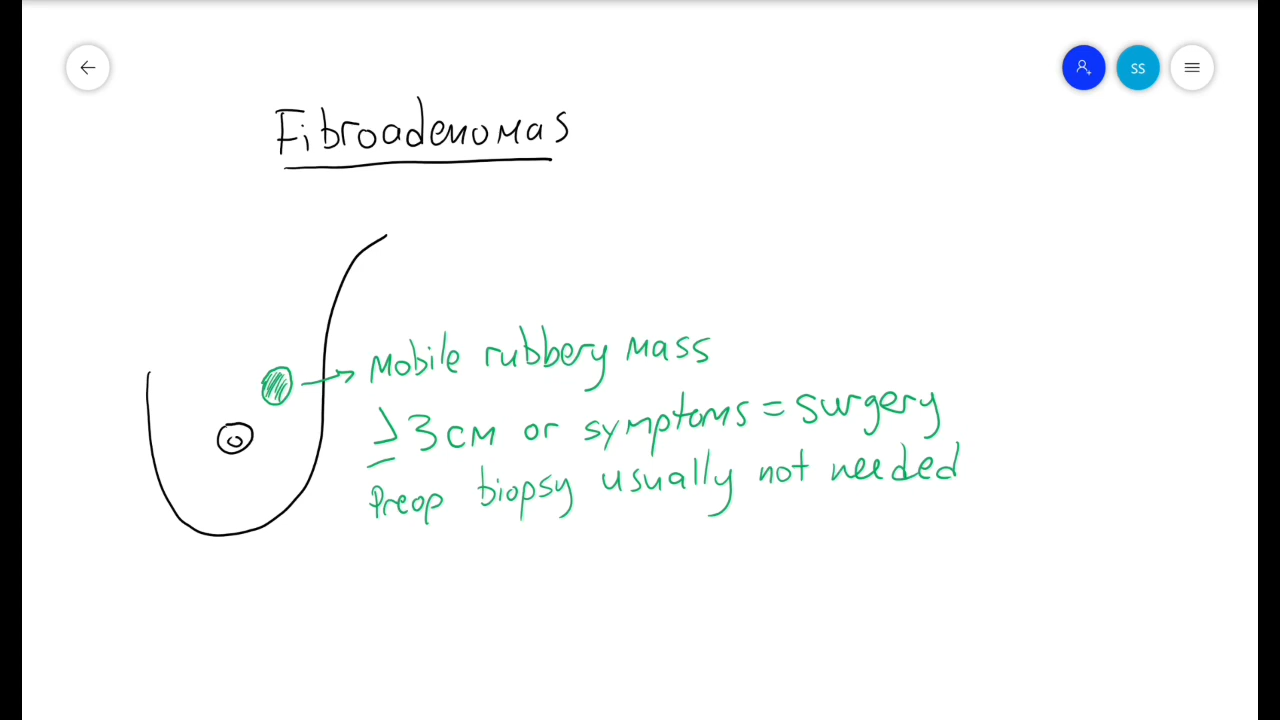 SS
Fibroadenomas
Mobile rubbery mass
≥3cm or symptoms = surgery
Preop biopsy usually not needed